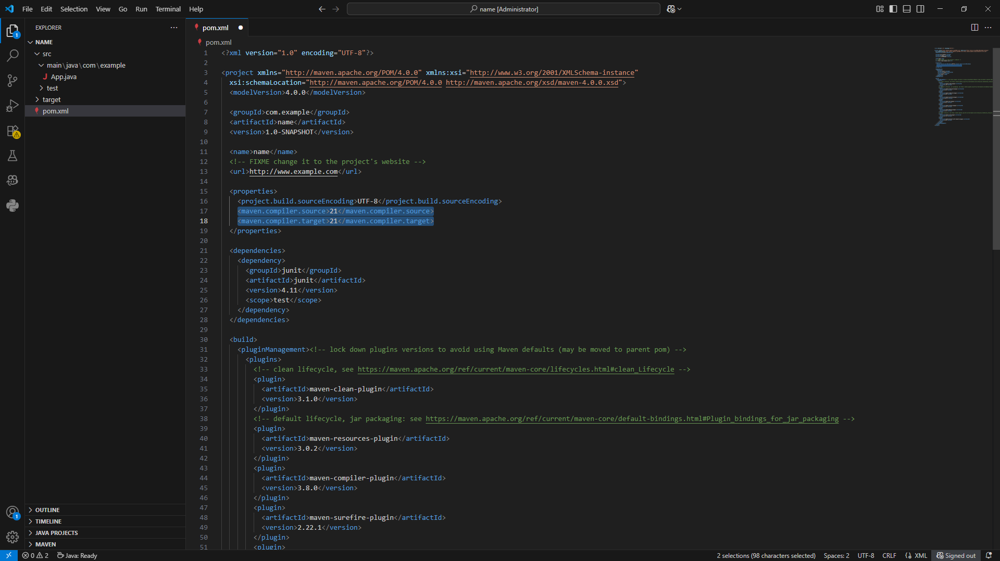 File Edit Selection View Go Run Terminal Help
name [Administrator]
EXPLORER
pom.xml
NAME
src
main\java\com\example
J App.java
test
target
pom.xml
OUTLINE
TIMELINE
JAVA PROJECTS
MAVEN
1
1
pom.xml
1 <?xml version="1.0" encoding="UTF-8"?>
2
3 <project xmlns="http://maven.apache.org/POM/4.0.0" xmlns:xsi="http://www.w3.org/2001/XMLSchema-instance"
4 xsi:schemaLocation="http://maven.apache.org/POM/4.0.0 http://maven.apache.org/xsd/maven-4.0.0.xsd">
5 <modelVersion>4.0.0</modelVersion>
6
7 <groupId>com.example</groupId>
8 <artifactId>name</artifactId>
9 <version>1.0-SNAPSHOT</version>
10
11 <name>name</name>
12 <!-- FIXME change it to the project's website -->
13 <url>http://www.example.com</url>
14
15 <properties>
16 <project.build.sourceEncoding>UTF-8</project.build.sourceEncoding>
17 <maven.compiler.source>21</maven.compiler.source>
18 <maven.compiler.target>21</maven.compiler.target>
19 </properties>
20
21 <dependencies>
22 <dependency>
23 <groupId>junit</groupId>
24 <artifactId>junit</artifactId>
25 <version>4.11</version>
26 <scope>test</scope>
27 </dependency>
28 </dependencies>
29
30 <build>
31 <pluginManagement><!-- lock down plugins versions to avoid using Maven defaults (may be moved to parent pom) -->
32 <plugins>
33 <!-- clean lifecycle, see https://maven.apache.org/ref/current/maven-core/lifecycles.html#clean_Lifecycle -->
34 <plugin>
35 <artifactId>maven-clean-plugin</artifactId>
36 <version>3.1.0</version>
37 </plugin>
38 <!-- default lifecycle, jar packaging: see https://maven.apache.org/ref/current/maven-core/default-bindings.html#Plugin_bindings_for_jar_packaging -->
39 <plugin>
40 <artifactId>maven-resources-plugin</artifactId>
41 <version>3.0.2</version>
42 </plugin>
43 <plugin>
44 <artifactId>maven-compiler-plugin</artifactId>
45 <version>3.8.0</version>
46 </plugin>
47 <plugin>
48 <artifactId>maven-surefire-plugin</artifactId>
49 <version>2.22.1</version>
50 </plugin>
51 <plugin>
0 2 Java: Ready
2 selections (98 characters selected) Spaces: 2 UTF-8 CRLF {} XML Signed out